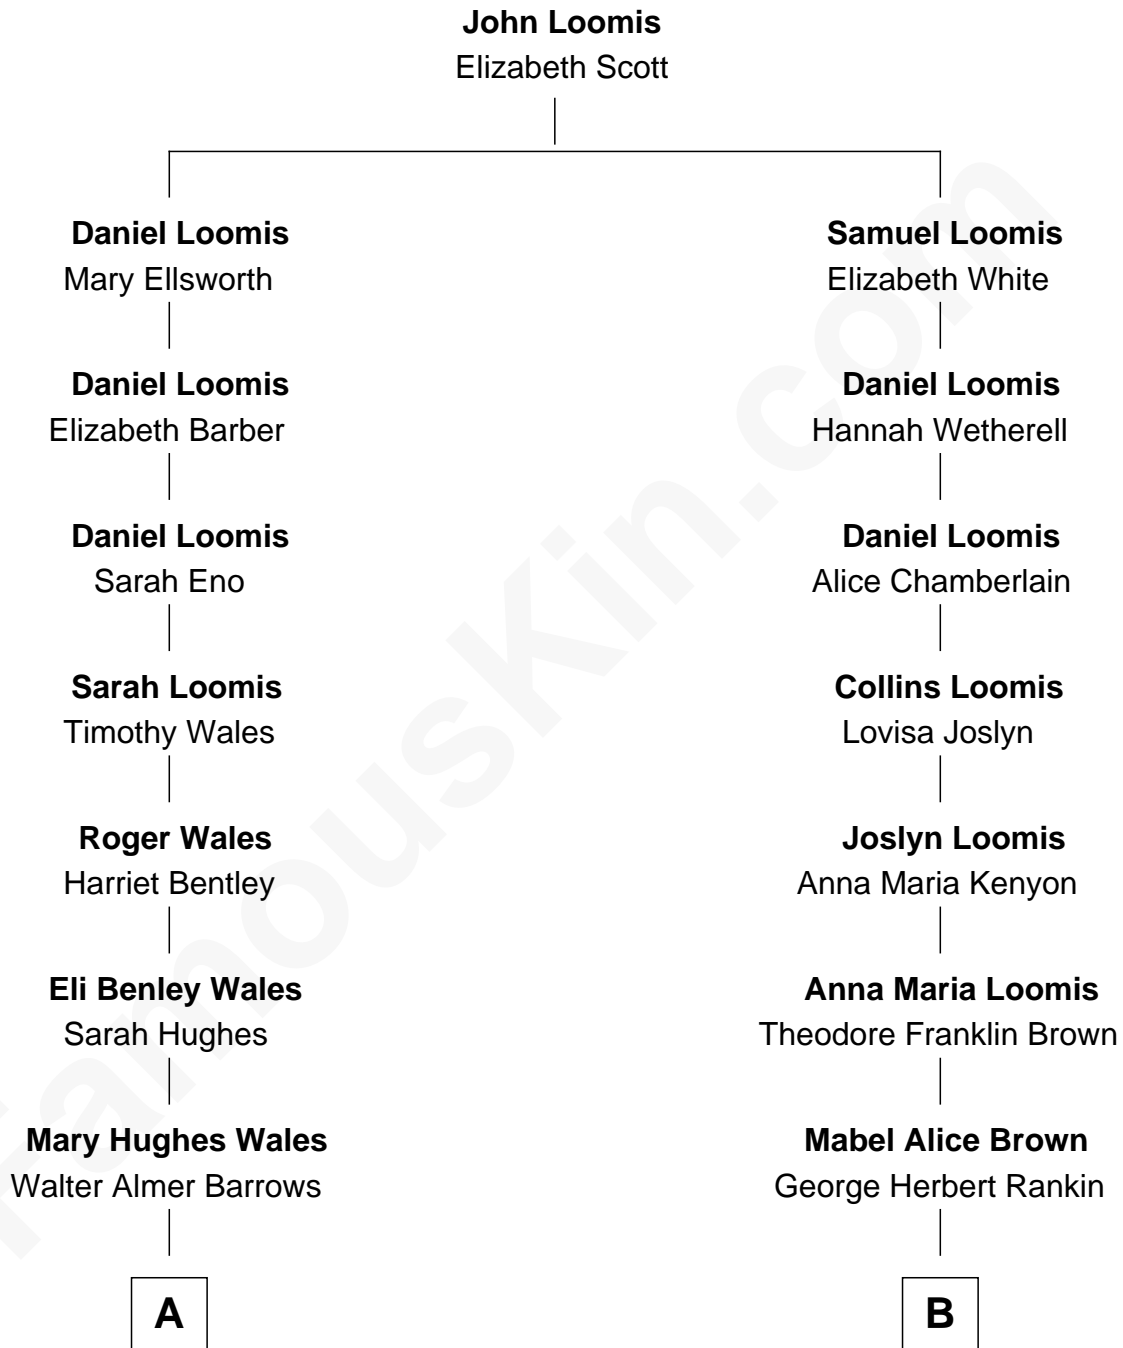 John Loomis
Elizabeth Scott
Daniel Loomis
Mary Ellsworth
Samuel Loomis
Elizabeth White
Daniel Loomis
Elizabeth Barber
Daniel Loomis
Hannah Wetherell
Daniel Loomis
Sarah Eno
Daniel Loomis
Alice Chamberlain
Sarah Loomis
Timothy Wales
Collins Loomis
Lovisa Joslyn
Roger Wales
Harriet Bentley
Joslyn Loomis
Anna Maria Kenyon
Eli Benley Wales
Sarah Hughes
Anna Maria Loomis
Theodore Franklin Brown
Mary Hughes Wales
Walter Almer Barrows
Mabel Alice Brown
George Herbert Rankin
A
B
FamousKin.com